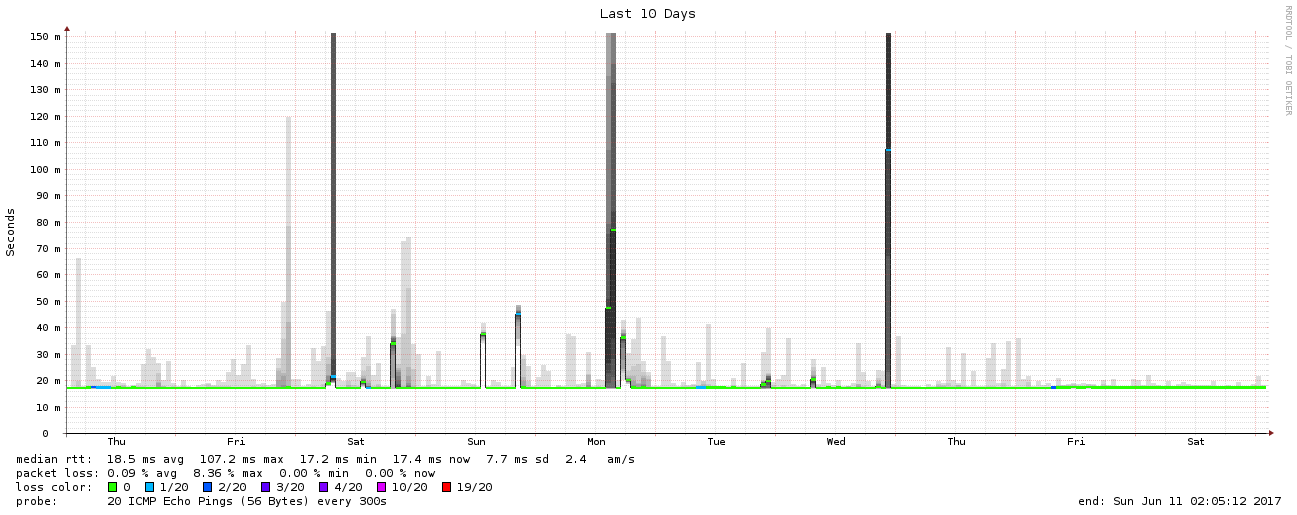 Last 10 Days
RRDTOOL / TOBI OETIKER
Seconds
150 m
140 m
130 m
120 m
110 m
100 m
90 m
80 m
70 m
60 m
50 m
40 m
30 m
20 m
10 m
0
Thu Fri Sat Sun Mon Tue Wed Thu Fri Sat
median rtt: 18.5 ms avg 107.2 ms max 17.2 ms min 17.4 ms now 7.7 ms sd 2.4 am/s
packet loss: 0.09 % avg 8.36 % max 0.00 % min 0.00 % now
loss color: 0 1/20 2/20 3/20 4/20 10/20 19/20
probe: 20 ICMP Echo Pings (56 Bytes) every 300s
end: Sun Jun 11 02:05:12 2017